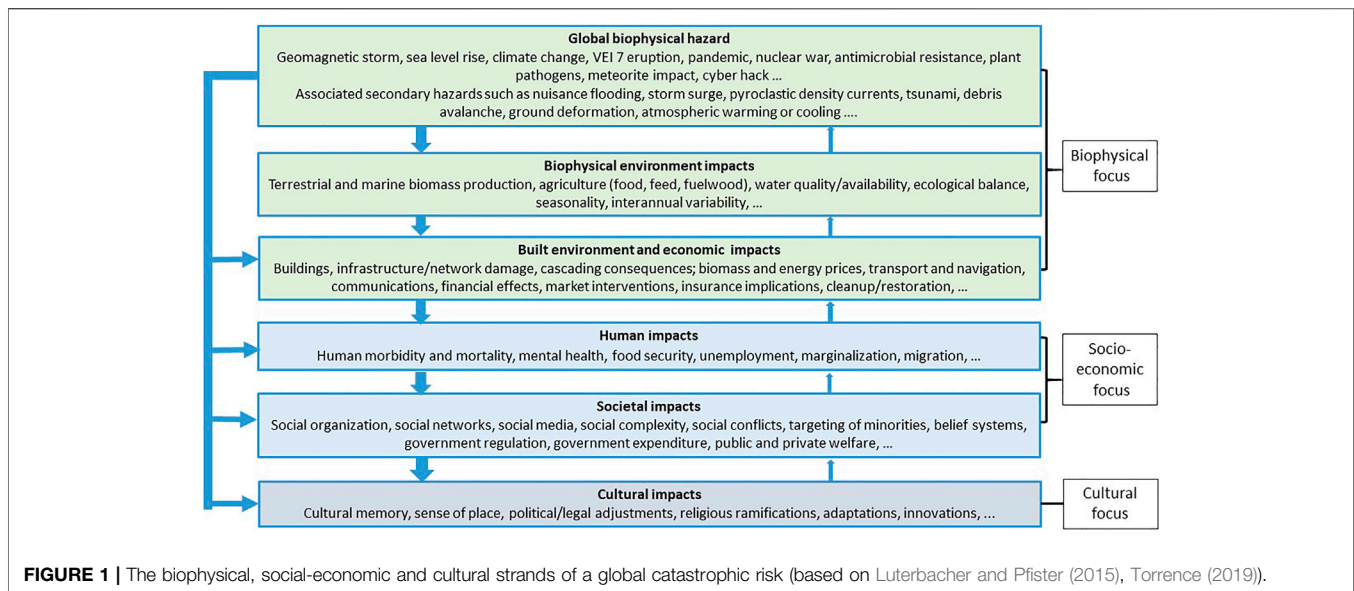 Global biophysical hazard
Geomagnetic storm, sea level rise, climate change, VEI 7 eruption, pandemic, nuclear war, antimicrobial resistance, plant
pathogens, meteorite impact, cyber hack ...
Associated secondary hazards such as nuisance flooding, storm surge, pyroclastic density currents, tsunami, debris
avalanche, ground deformation, atmospheric warming or cooling ....
Biophysical environment impacts
Terrestrial and marine biomass production, agriculture (food, feed, fuelwood), water quality/availability, ecological balance,
seasonality, interannual variability, ...
Biophysical
focus
Built environment and economic impacts
Buildings, infrastructure/network damage, cascading consequences; biomass and energy prices, transport and navigation,
communications, financial effects, market interventions, insurance implications, cleanup/restoration, ...
Human impacts
Human morbidity and mortality, mental health, food security, unemployment, marginalization, migration, ...
Socio-
economic
focus
Societal impacts
Social organization, social networks, social media, social complexity, social conflicts, targeting of minorities, belief systems,
government regulation, government expenditure, public and private welfare, ...
Cultural impacts
Cultural memory, sense of place, political/legal adjustments, religious ramifications, adaptations, innovations, ...
Cultural
focus
FIGURE 1 | The biophysical, social-economic and cultural strands of a global catastrophic risk (based on Luterbacher and Pfister (2015), Torrence (2019)).